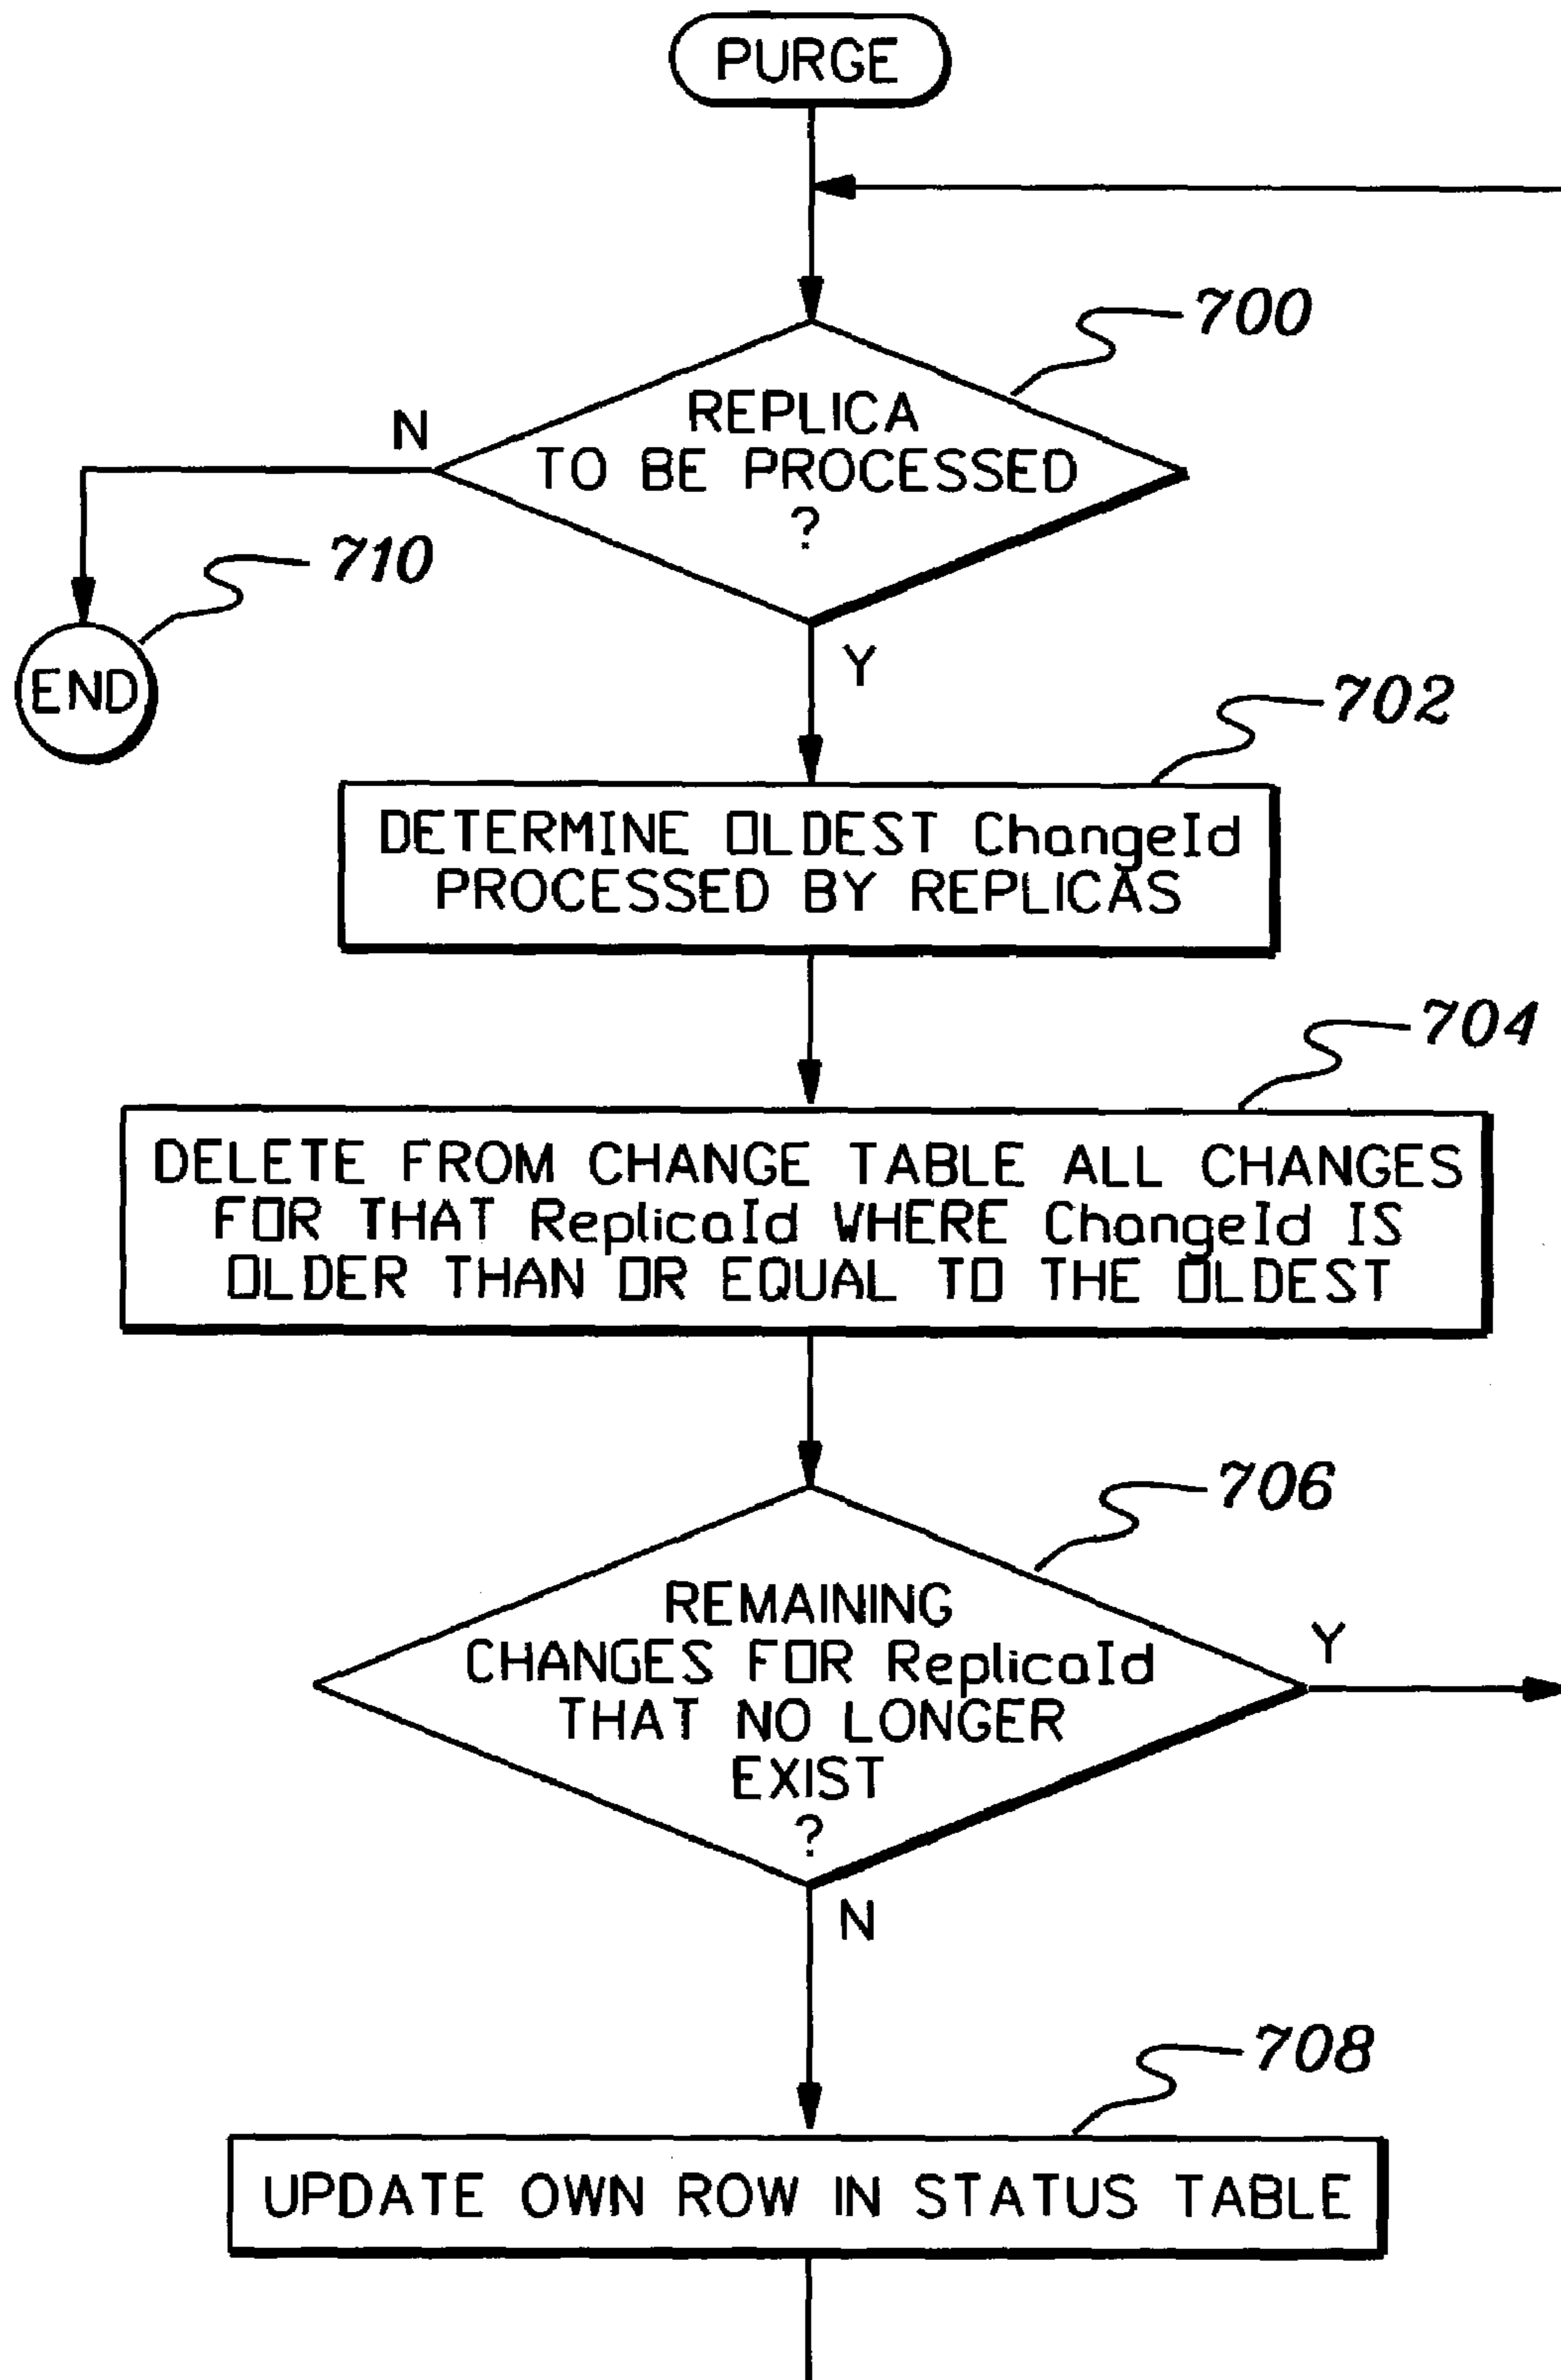 PURGE
700
REPLICA
TO BE PROCESSED
?
N
710
END
Y
702
DETERMINE OLDEST ChangeId
PROCESSED BY REPLICAS
704
DELETE FROM CHANGE TABLE ALL CHANGES
FOR THAT ReplicaId WHERE ChangeId IS
OLDER THAN OR EQUAL TO THE OLDEST
706
REMAINING
CHANGES FOR ReplicaId
THAT NO LONGER
EXIST
?
Y
N
708
UPDATE OWN ROW IN STATUS TABLE